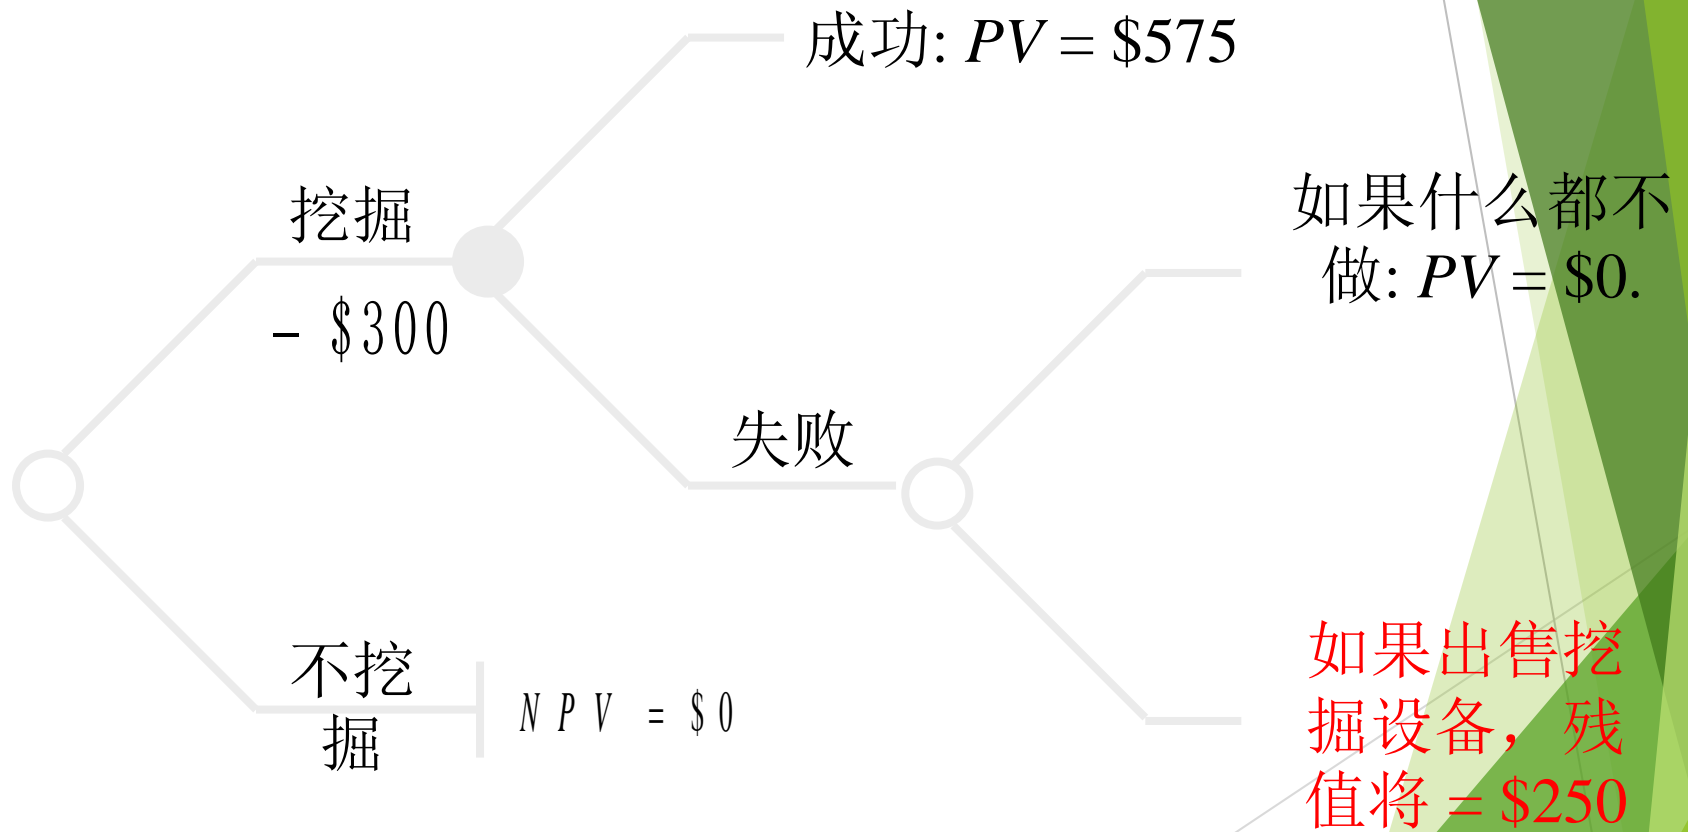 成功: PV = $575
挖掘
– $300
如果什么都不
做: PV = $0.
失败
不挖
掘
NPV = $0
如果出售挖
掘设备，残
值将 = $250